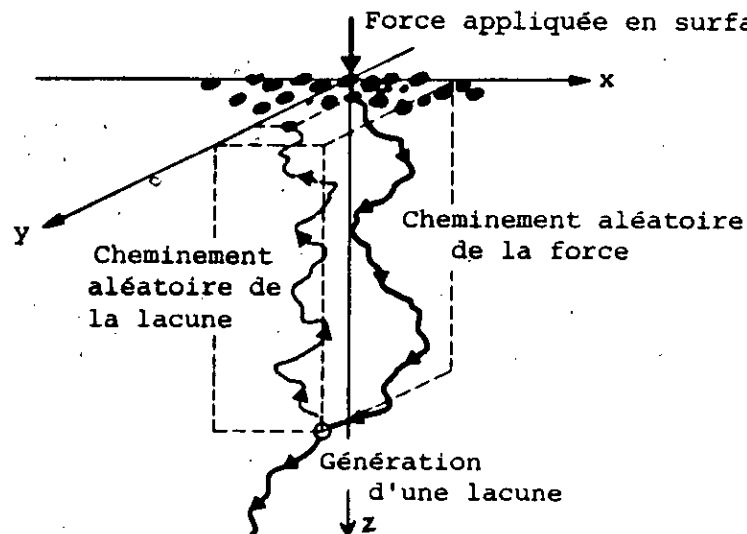 Force appliquée en surfa
x
y
Cheminement aléatoire
de la force
Cheminement
aléatoire de
la lacune
Génération
d'une lacune
z